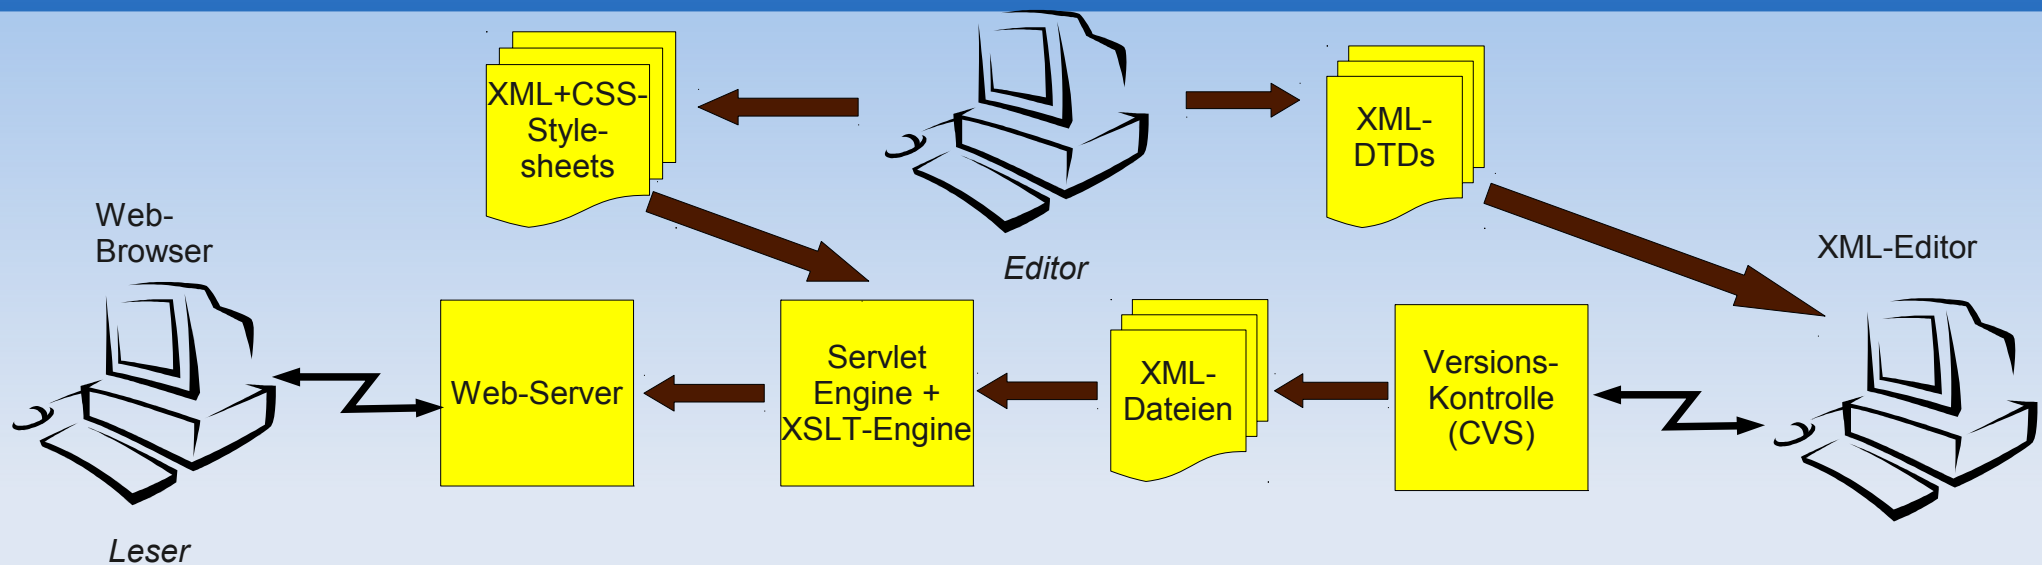 XML+CSS-
Style-
sheets
XML-
DTDs
Editor
Web-
Browser
XML-Editor
Web-Server
Servlet
Engine +
XSLT-Engine
XML-
Dateien
Versions-
Kontrolle
(CVS)
Leser